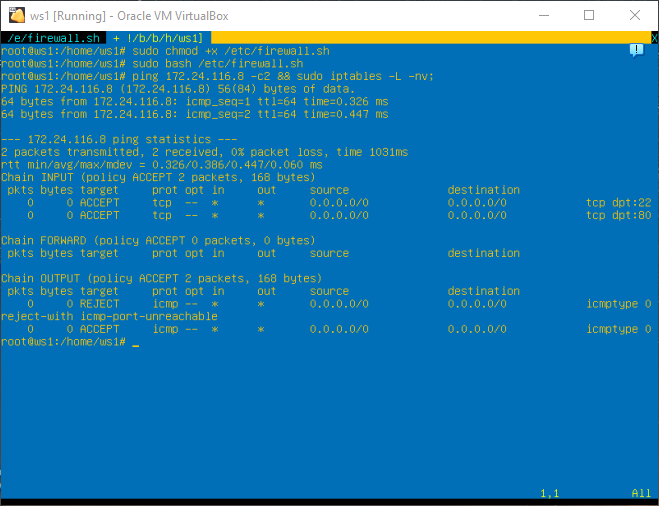 ws1 [Running] - Oracle VM VirtualBox
/e/firewall.sh + !/b/b/h/ws1] X
root@ws1:/home/ws1# sudo chmod +x /etc/firewall.sh
root@ws1:/home/ws1# sudo bash /etc/firewall.sh
root@ws1:/home/ws1# ping 172.24.116.8 -c2 && sudo iptables -L -nv;
PING 172.24.116.8 (172.24.116.8) 56(84) bytes of data.
64 bytes from 172.24.116.8: icmp_seq=1 ttl=64 time=0.326 ms
64 bytes from 172.24.116.8: icmp_seq=2 ttl=64 time=0.447 ms
--- 172.24.116.8 ping statistics ---
2 packets transmitted, 2 received, 0% packet loss, time 1031ms
rtt min/avg/max/mdev = 0.326/0.386/0.447/0.060 ms
Chain INPUT (policy ACCEPT 2 packets, 168 bytes)
pkts bytes target prot opt in out source destination
0 0 ACCEPT tcp -- * * 0.0.0.0/0 0.0.0.0/0 tcp dpt:22
0 0 ACCEPT tcp -- * * 0.0.0.0/0 0.0.0.0/0 tcp dpt:80
Chain FORWARD (policy ACCEPT 0 packets, 0 bytes)
pkts bytes target prot opt in out source destination
Chain OUTPUT (policy ACCEPT 2 packets, 168 bytes)
pkts bytes target prot opt in out source destination
0 0 REJECT icmp -- * * 0.0.0.0/0 0.0.0.0/0 icmptype 0
reject-with icmp-port-unreachable
0 0 ACCEPT icmp -- * * 0.0.0.0/0 0.0.0.0/0 icmptype 0
root@ws1:/home/ws1# _
1,1 All